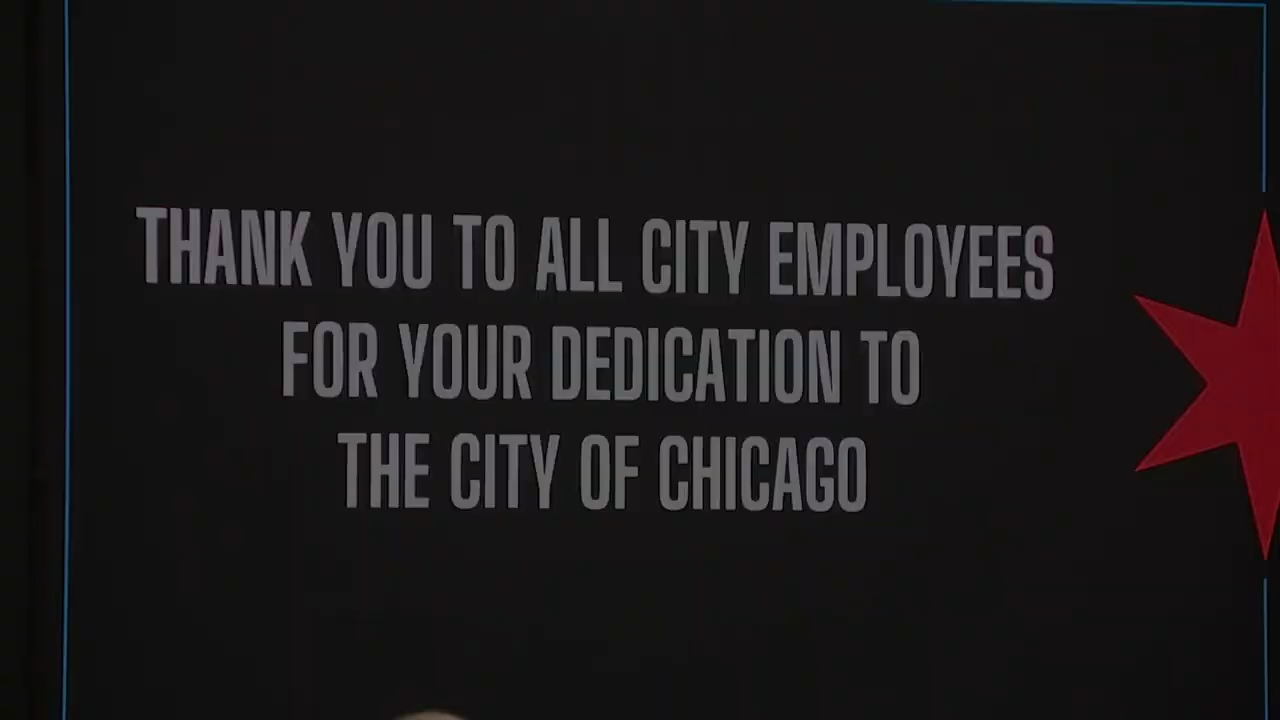 THANK YOU TO ALL CITY EMPLOYEES
FOR YOUR DEDICATION TO
THE CITY OF CHICAGO